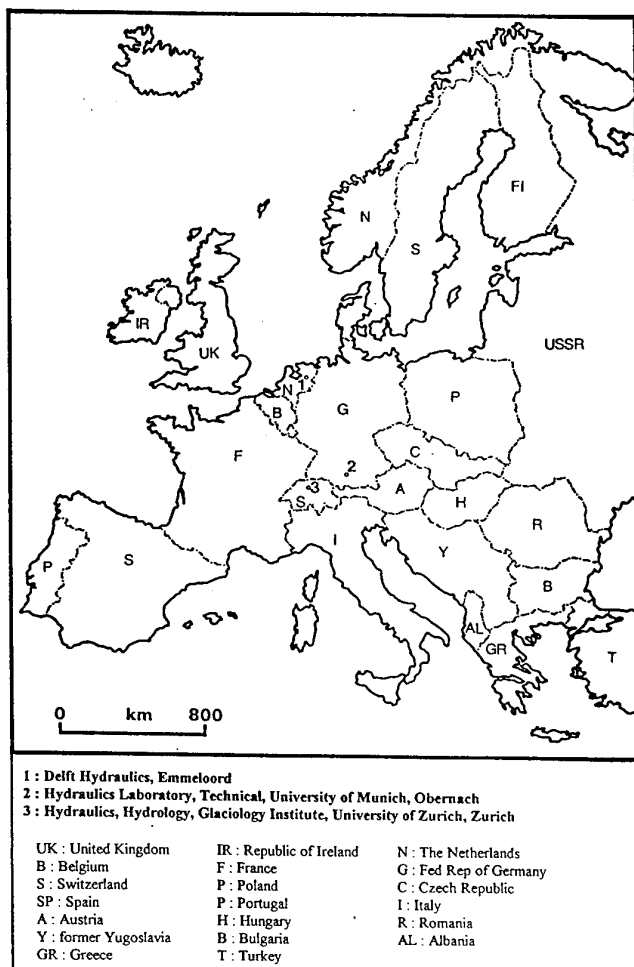 N
FI
S
IR
UK
USSR
N 1
B
G
P
C
2
F
3
S
A
H
R
I
Y
P
S
B
AL
GR
T
0 km 800
1 : Delft Hydraulics, Emmeloord
2 : Hydraulics Laboratory, Technical, University of Munich, Obernach
3 : Hydraulics, Hydrology, Glaciology Institute, University of Zurich, Zurich
UK : United Kingdom IR : Republic of Ireland N : The Netherlands
B : Belgium F : France G : Fed Rep of Germany
S : Switzerland P : Poland C : Czech Republic
SP : Spain P : Portugal I : Italy
A : Austria H : Hungary R : Romania
Y : former Yugoslavia B : Bulgaria AL : Albania
GR : Greece T : Turkey